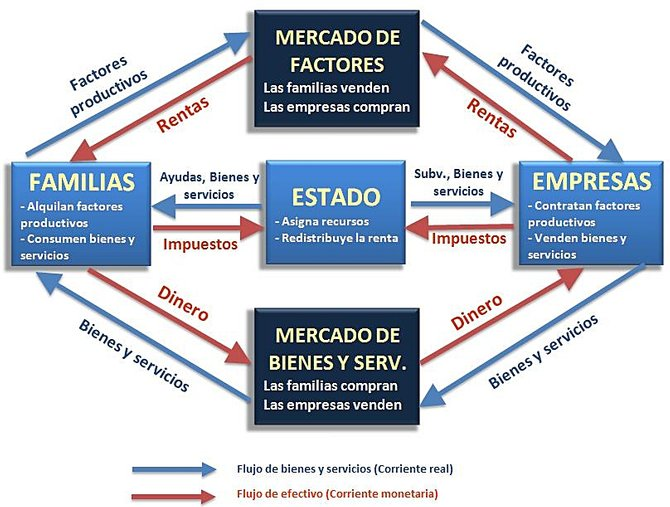 MERCADO DE
FACTORES
Las familias venden
Las empresas compran
Factores
productivos
Rentas
Factores
productivos
Rentas
FAMILIAS
- Alquilan factores
productivos
- Consumen bienes y
servicios
Ayudas, Bienes y
servicios
Impuestos
ESTADO
- Asigna recursos
- Redistribuye la renta
Subv., Bienes y
servicios
Impuestos
EMPRESAS
- Contratan factores
productivos
- Venden bienes y
servicios
Dinero
Bienes y servicios
MERCADO DE
BIENES Y SERV.
Las familias compran
Las empresas venden
Dinero
Bienes y servicios
Flujo de bienes y servicios (Corriente real)
Flujo de efectivo (Corriente monetaria)